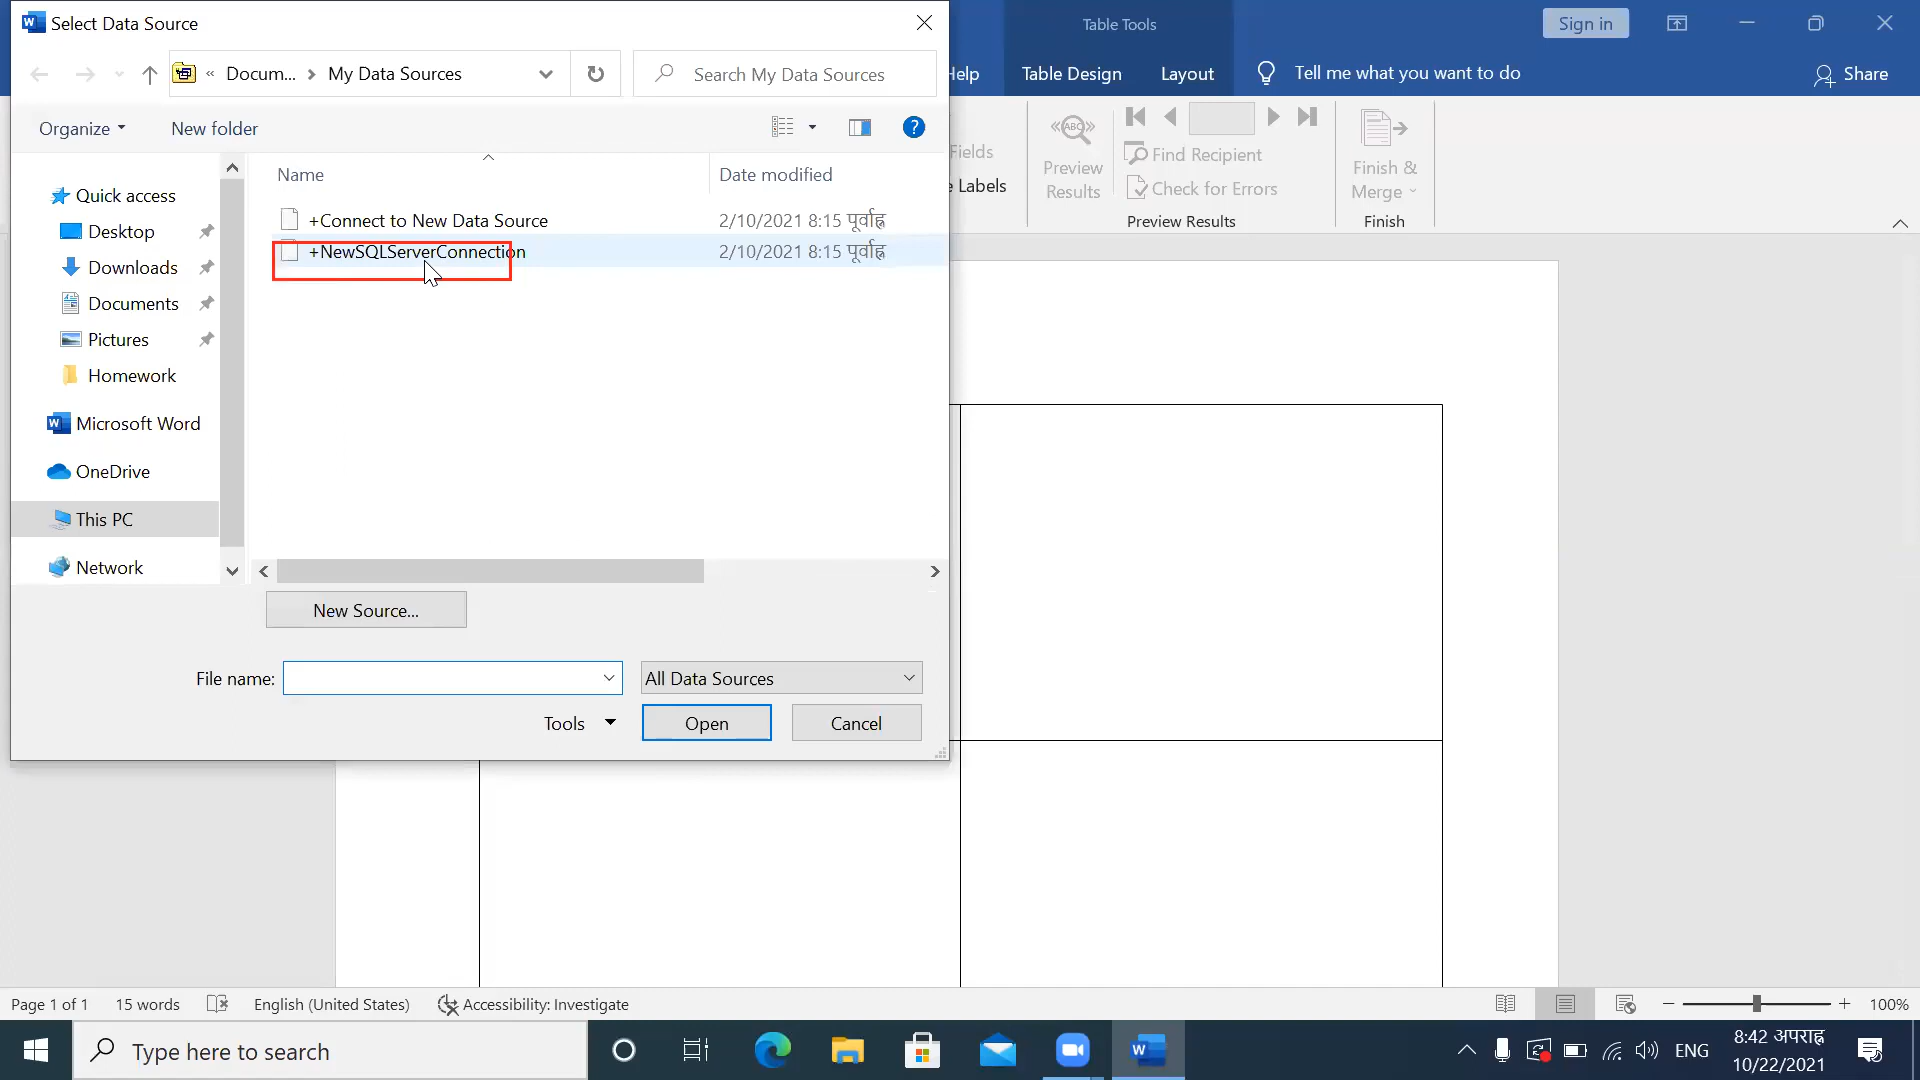 Select Data Source
Table Tools
Sign in
« Docum... > My Data Sources
Search My Data Sources
Help
Table Design
Layout
Tell me what you want to do
Share
Organize
New folder
Name
Date modified
+Connect to New Data Source
2/10/2021 8:15 पूर्वाह्न
+NewSQLServerConnection
2/10/2021 8:15 पूर्वाह्न
Quick access
Desktop
Downloads
Documents
Pictures
Homework
Microsoft Word
OneDrive
This PC
Network
New Source...
File name:
All Data Sources
Tools
Open
Cancel
Fields
Labels
«ABC»
Preview
Results
Find Recipient
Check for Errors
Preview Results
Finish &
Merge
Finish
Page 1 of 1
15 words
English (United States)
Accessibility: Investigate
100%
Type here to search
ENG
8:42 अपराह्न
10/22/2021